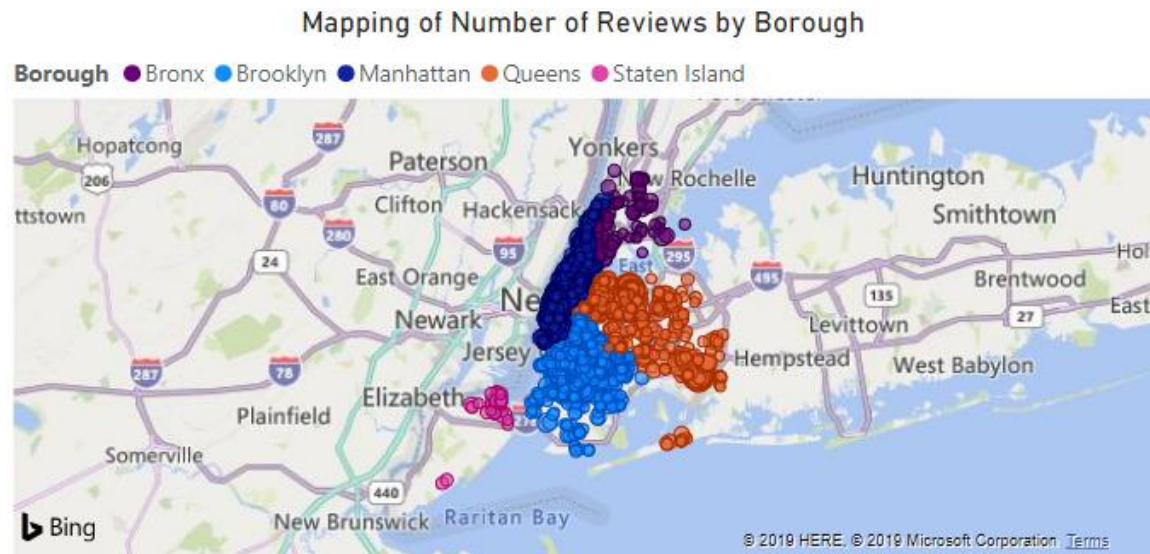 Mapping of Number of Reviews by Borough
Borough Bronx Brooklyn Manhattan Queens Staten Island
Hopatcong
287
Yonkers
206
Paterson
New Rochelle
Huntington
80
Clifton
Hackensack
Smithtown
ttstown
280
95
295
24
East Orange
East
495
Hol
Brentwood
Ne
135
East
Newark
27
Levittown
Jersey
287
78
Hempstead
West Babylon
Elizabeth
Plainfield
Somerville
440
New Brunswick
Raritan Bay
Bing
© 2019 HERE, © 2019 Microsoft Corporation Terms